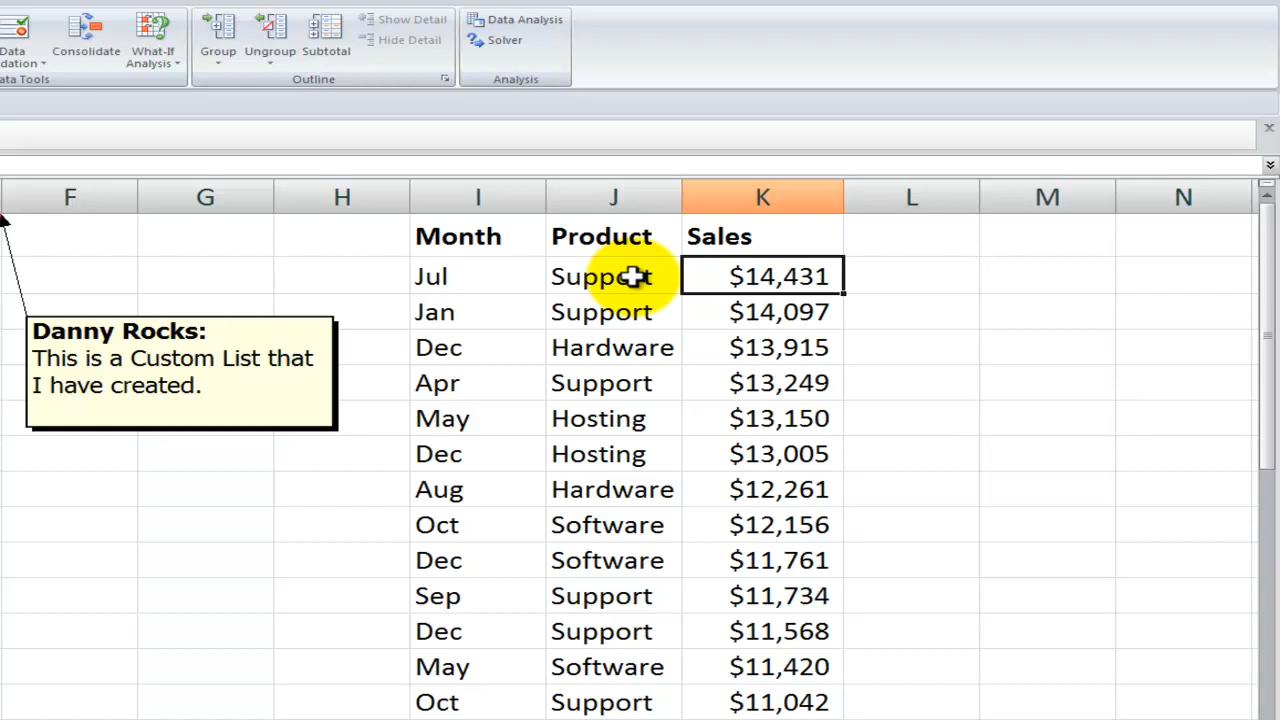 Show Detail
Data Analysis
Hide Detail
Solver
Data
Consolidate
What-If
Group
Ungroup
Subtotal
dation
Analysis
ata Tools
Outline
Analysis
F G H I J K L M N
Month Product Sales
Jul Support $14,431
Jan Support $14,097
Dec Hardware $13,915
Apr Support $13,249
May Hosting $13,150
Dec Hosting $13,005
Aug Hardware $12,261
Oct Software $12,156
Dec Software $11,761
Sep Support $11,734
Dec Support $11,568
May Software $11,420
Oct Support $11,042
Danny Rocks:
This is a Custom List that
I have created.